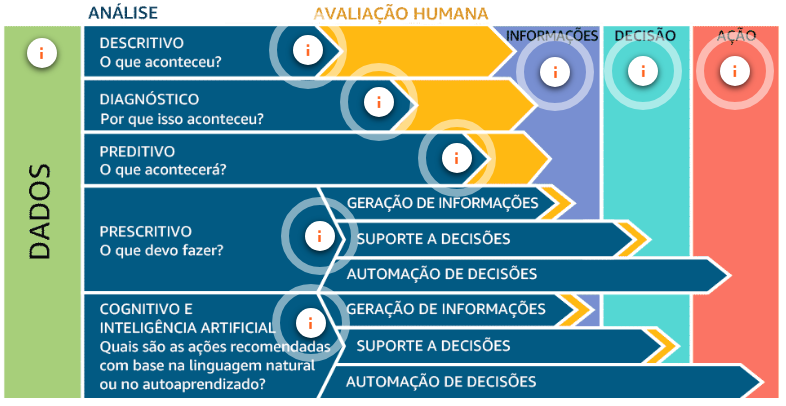 ANÁLISE
AVALIAÇÃO HUMANA
DADOS
INFORMAÇÕES
DECISÃO
AÇÃO
DESCRITIVO
O que aconteceu?
DIAGNÓSTICO
Por que isso aconteceu?
PREDITIVO
O que acontecerá?
PRESCRITIVO
O que devo fazer?
GERAÇÃO DE INFORMAÇÕES
SUPORTE A DECISÕES
AUTOMAÇÃO DE DECISÕES
COGNITIVO E
INTELIGÊNCIA ARTIFICIAL
Quais são as ações recomendadas
com base na linguagem natural
ou no autoaprendizado?
GERAÇÃO DE INFORMAÇÕES
SUPORTE A DECISÕES
AUTOMAÇÃO DE DECISÕES